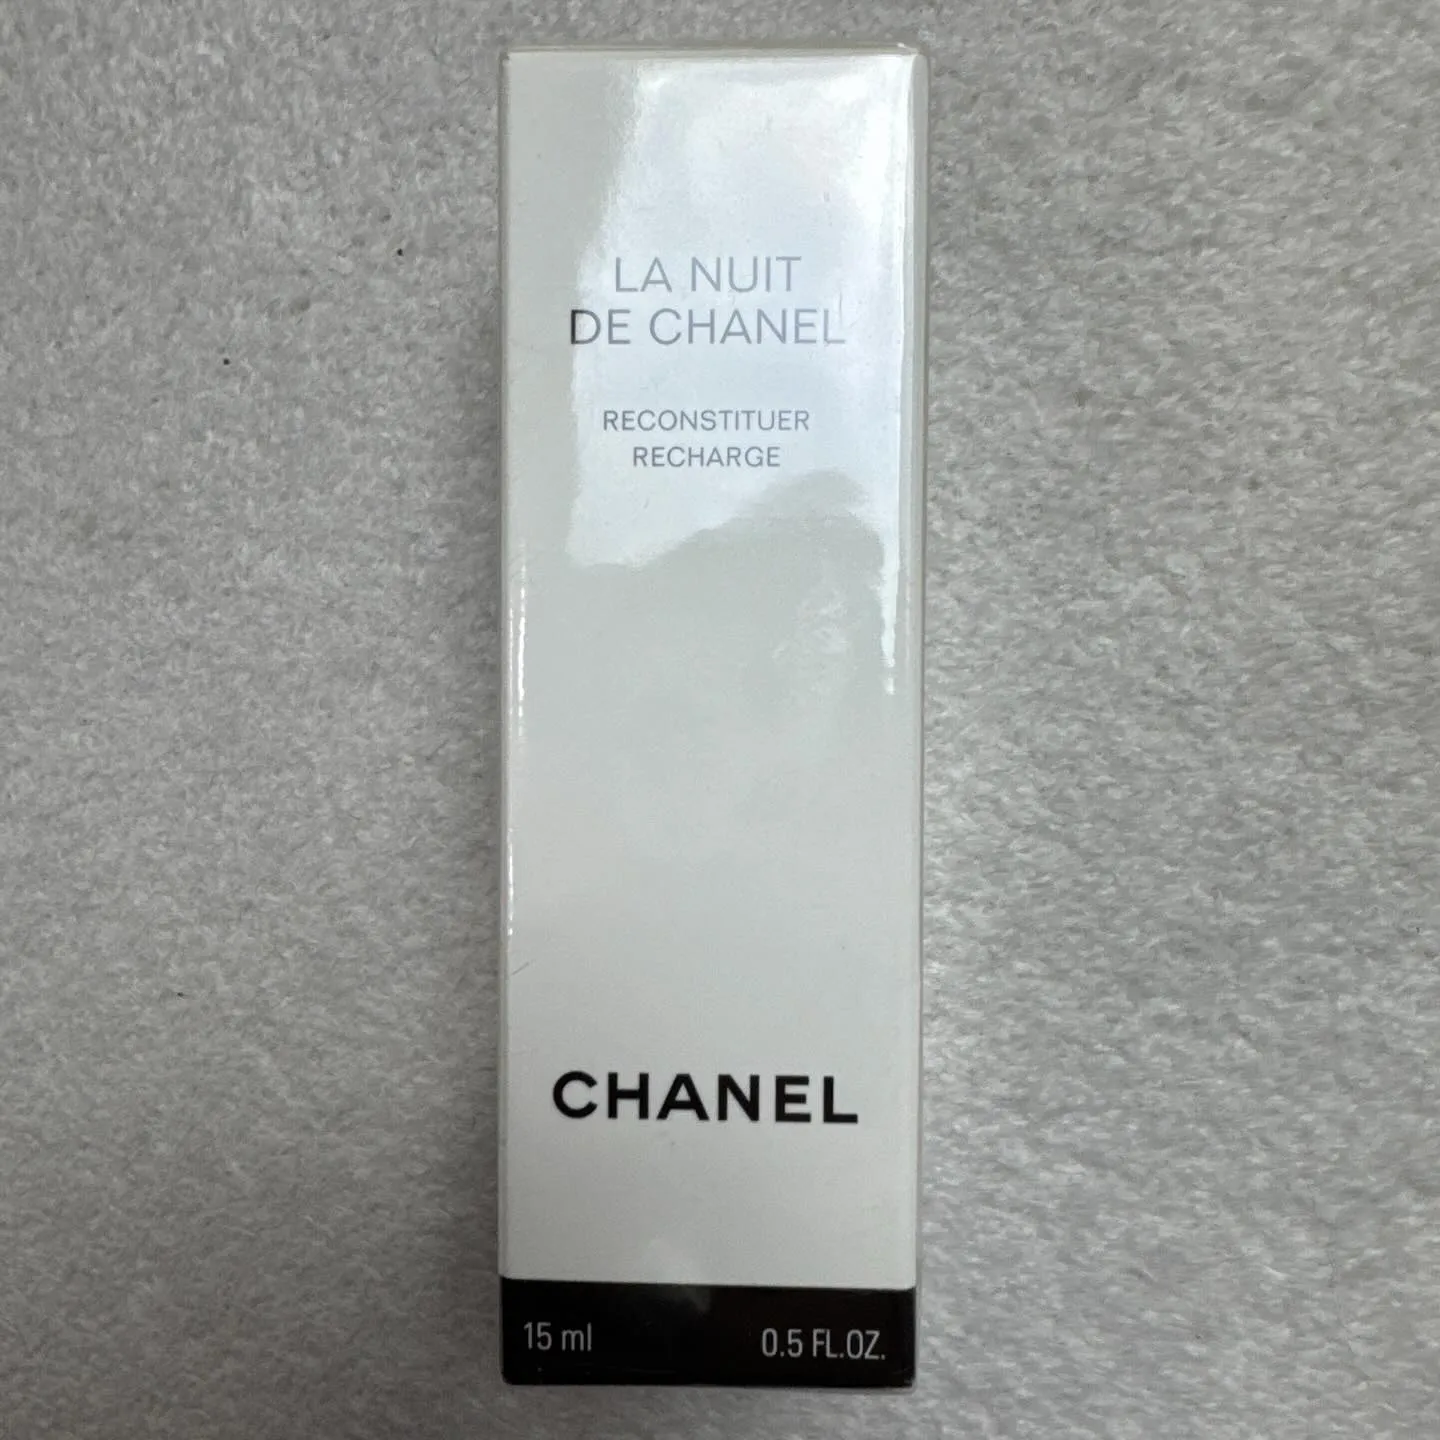 LA NUIT
DE CHANEL
RECONSTITUER
RECHARGE
CHANEL
15 ml 0.5 FL.OZ.